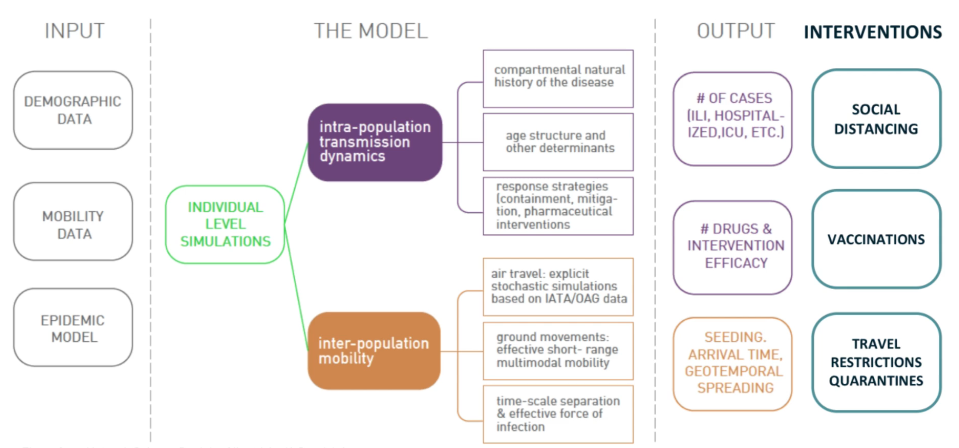 INPUT
THE MODEL
OUTPUT
INTERVENTIONS
DEMOGRAPHIC
DATA
MOBILITY
DATA
EPIDEMIC
MODEL
INDIVIDUAL
LEVEL
SIMULATIONS
intra-population
transmission
dynamics
compartmental natural
history of the disease
age structure and
other determinants
response strategies
(containment, mitiga-
tion, pharmaceutical
interventions
inter-population
mobility
air travel: explicit
stochastic simulations
based on IATA/OAG data
ground movements:
effective short- range
multimodal mobility
time-scale separation
& effective force of
infection
# OF CASES
(ILI, HOSPITAL-
IZED,ICU, ETC.)
# DRUGS &
INTERVENTION
EFFICACY
SEEDING.
ARRIVAL TIME,
GEOTEMPORAL
SPREADING
SOCIAL
DISTANCING
VACCINATIONS
TRAVEL
RESTRICTIONS
QUARANTINES